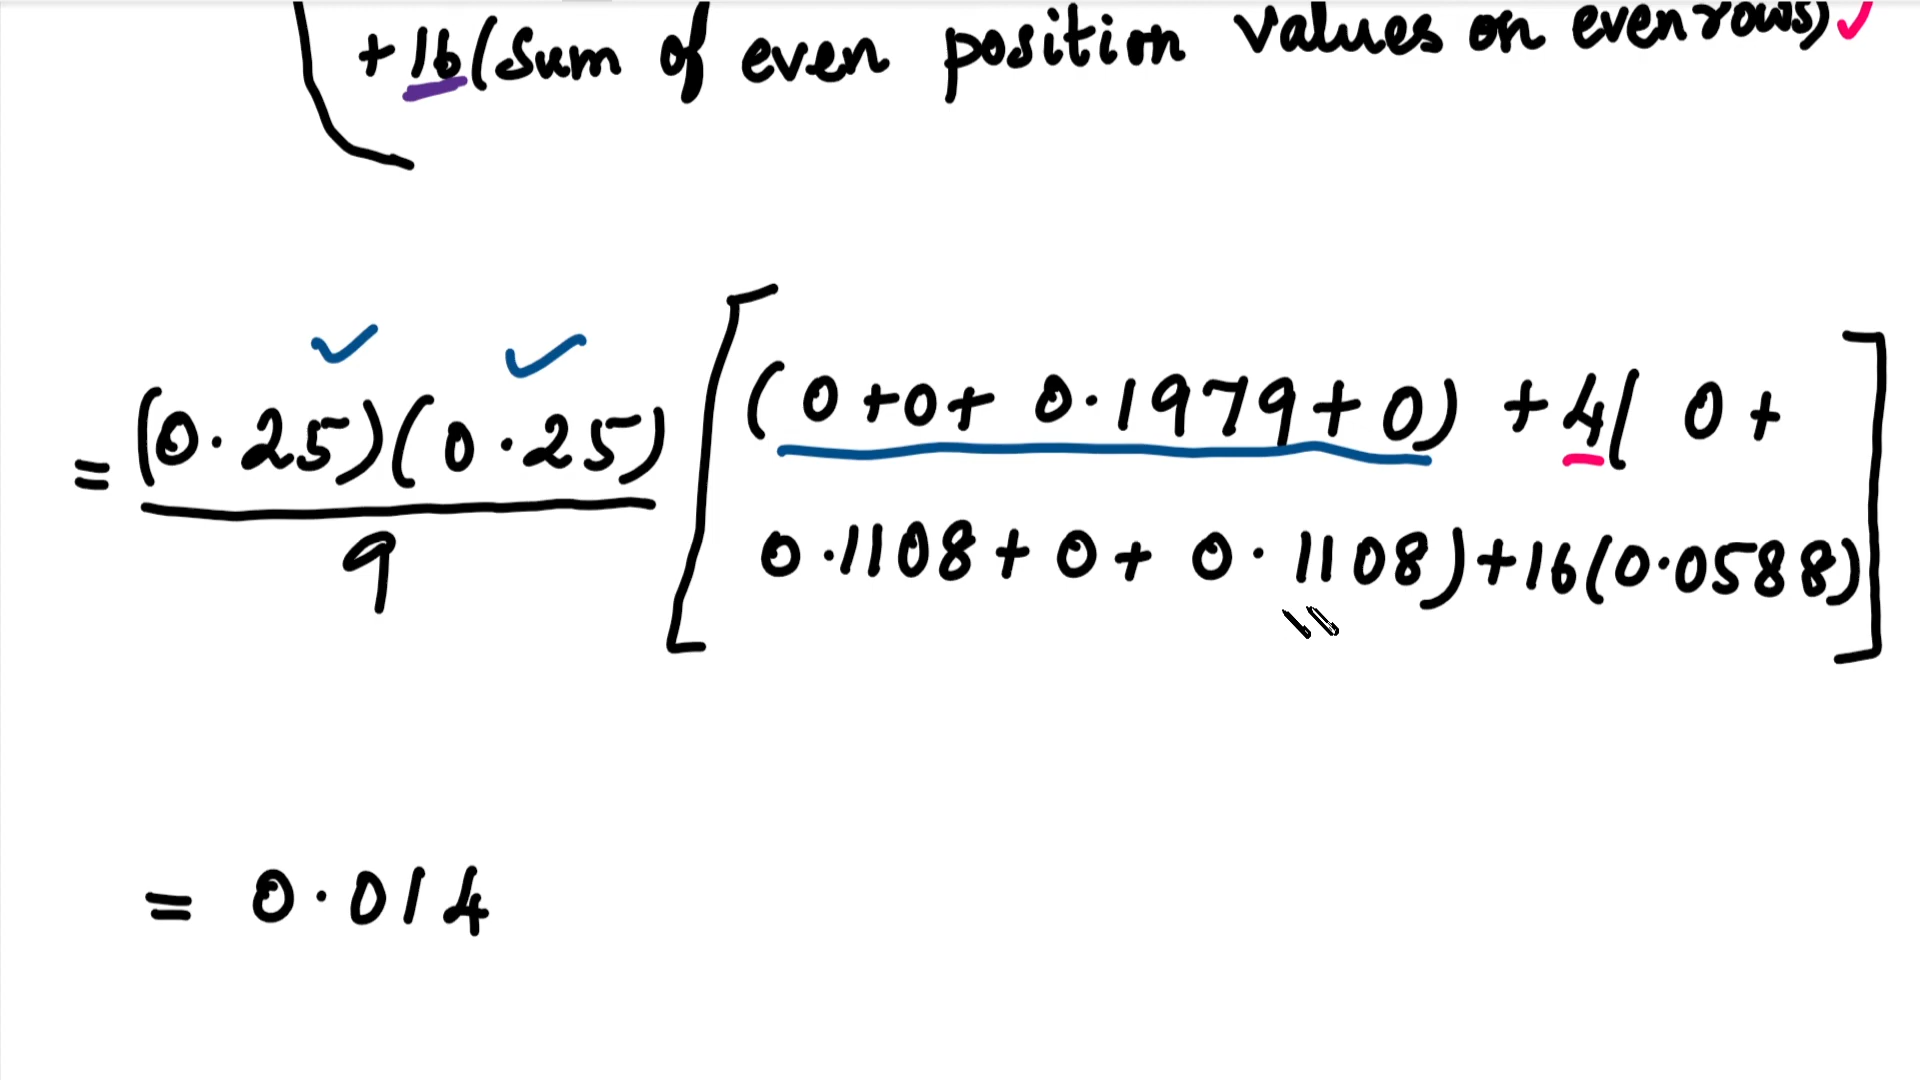 +16(Sum of even position values on even rows)
= (0.25)(0.25) / 9 [(0+0+0.1979+0) +4(0+
0.1108+0+0.1108)+16(0.0588)]
= 0.014